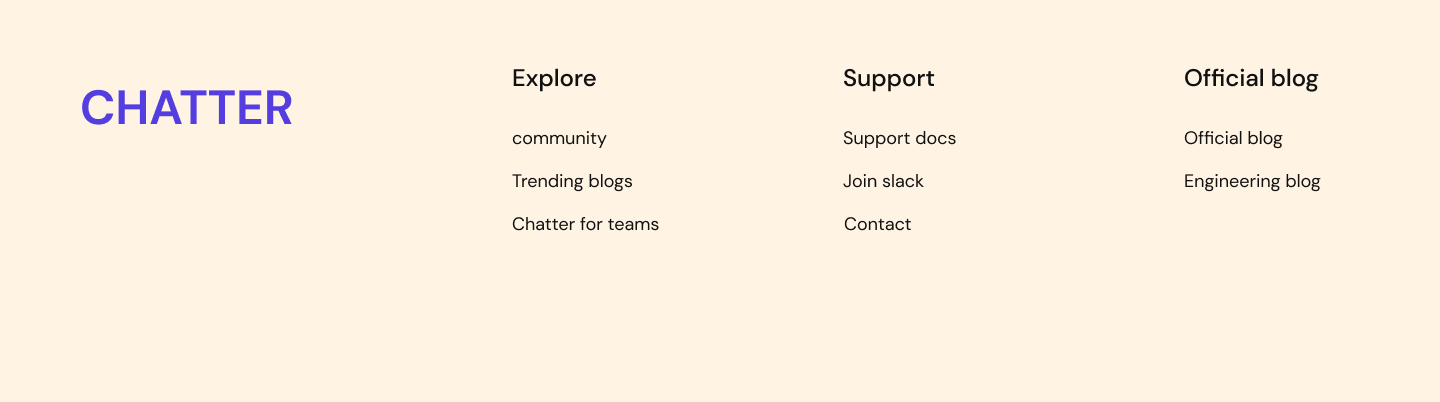 CHATTER
Explore
community
Trending blogs
Chatter for teams
Support
Support docs
Join slack
Contact
Official blog
Official blog
Engineering blog